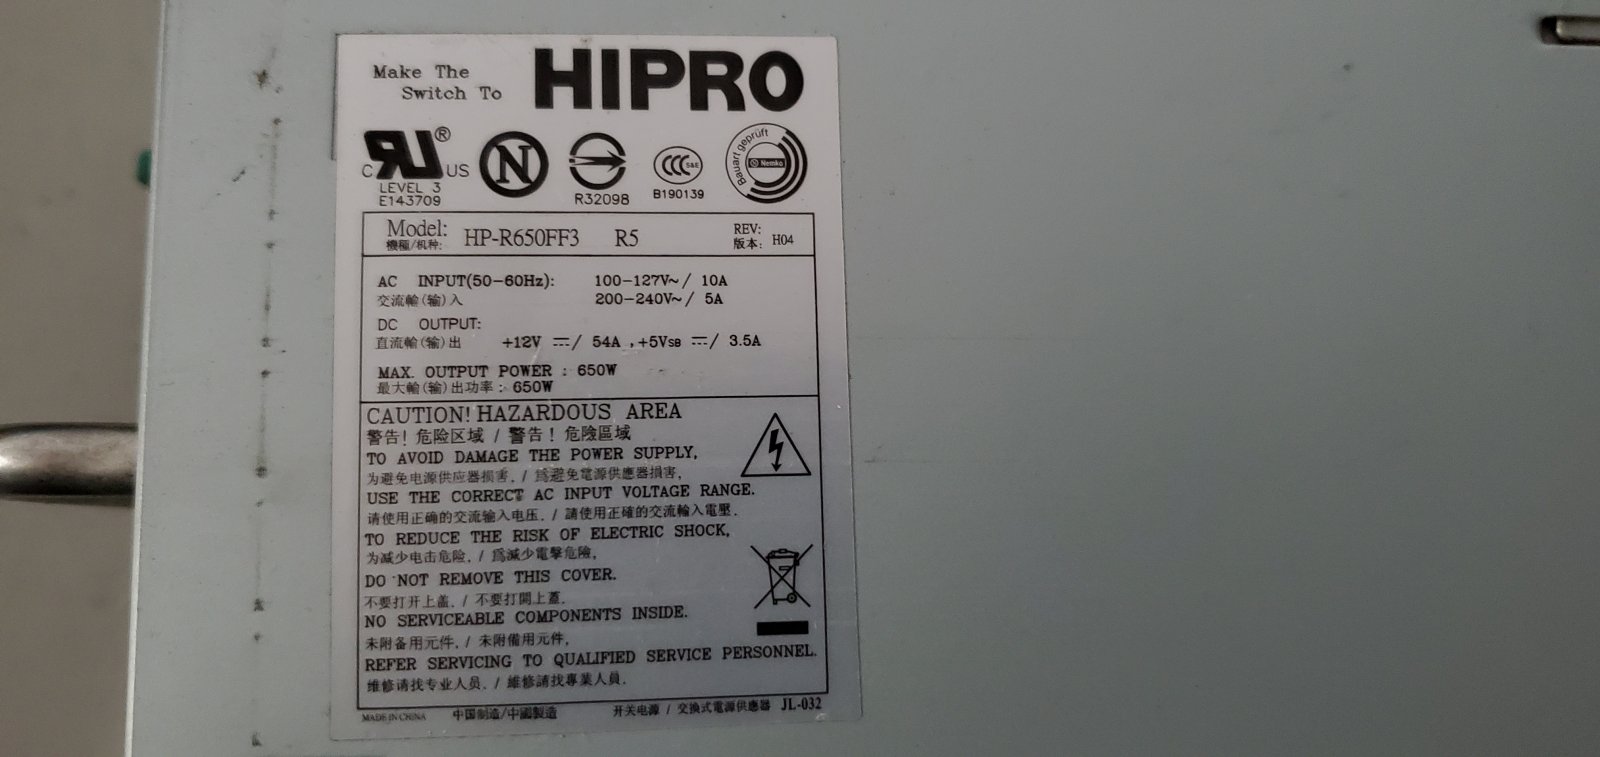 Make The
Switch To
HIPRO
C RU ® US
LEVEL 3
E143709
N
R32098
CCC S&E
B190139
Bauart geprüft
N Nemko
Model: HP-R650FF3 R5
機種/机种:
REV: H04
版本:
AC INPUT(50-60Hz): 100-127V~/ 10A
交流輸(输)入 200-240V~/ 5A
DC OUTPUT:
直流輸(输)出 +12V ⎓/ 54A ,+5VSB ⎓/ 3.5A
MAX. OUTPUT POWER : 650W
最大輸(输)出功率: 650W
CAUTION! HAZARDOUS AREA
警告! 危险区域 / 警告! 危險區域
TO AVOID DAMAGE THE POWER SUPPLY,
为避免电源供应器损害. / 爲避免電源供應器損害,
USE THE CORRECT AC INPUT VOLTAGE RANGE.
请使用正确的交流输入电压. / 請使用正確的交流輸入電壓.
TO REDUCE THE RISK OF ELECTRIC SHOCK,
为减少电击危险. / 爲減少電擊危險,
DO NOT REMOVE THIS COVER.
不要打开上盖. / 不要打開上蓋.
NO SERVICEABLE COMPONENTS INSIDE.
未附备用元件. / 未附備用元件,
REFER SERVICING TO QUALIFIED SERVICE PERSONNEL.
维修请找专业人员. / 維修請找專業人員.
MADE IN CHINA 中国制造/中國製造 开关电源 / 交換式電源供應器 JL-032